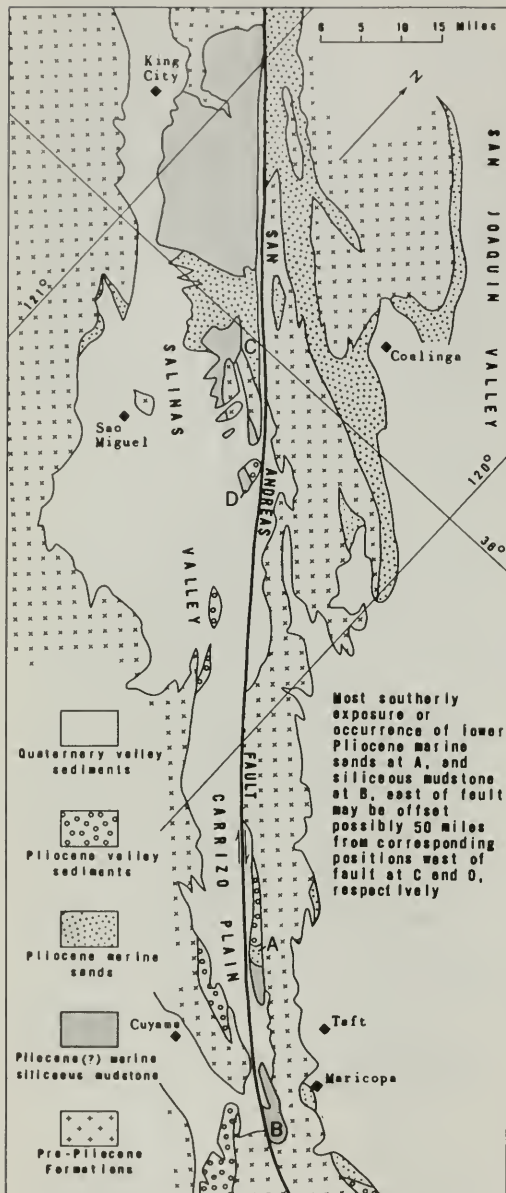 6 8 10 15 Miles
King
City
N
SAN JOAQUIN VALLEY
121°
SAN
C
Coalinga
SALINAS
Sao
Miguel
120°
D
ANDREAS
38°
VALLEY
Most southerly
exposure or
occurrence of lower
Pliocene marine
sands at A, and
siliceous mudstone
at B, east of fault
may be offset
possibly 50 miles
from corresponding
positions west of
fault at C and D,
respectively
FAULT
CARRIZO
PLAIN
A
Taft
Cuyama
Maricopa
B
Quaternary valley
sediments
Pliocene valley
sediments
Pliocene marine
sands
Pliocene(?) marine
siliceous mudstone
Pre-Pliocene
Formations